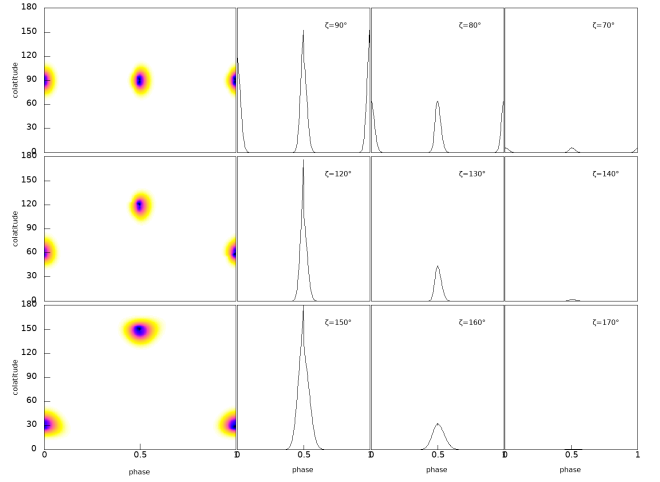 180
150
120
90
60
30
0
colatitude
ζ=90°
ζ=80°
ζ=70°
180
150
120
90
60
30
0
colatitude
ζ=120°
ζ=130°
ζ=140°
180
150
120
90
60
30
0
colatitude
ζ=150°
ζ=160°
ζ=170°
0 0.5 1
0 0.5 1
0 0.5 1
0 0.5 1
phase phase phase phase